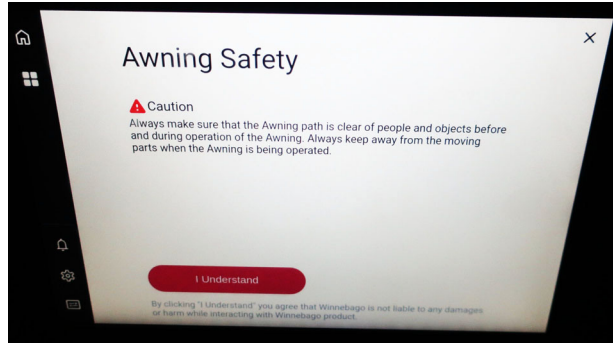 Awning Safety
Caution
Always make sure that the Awning path is clear of people and objects before
and during operation of the Awning. Always keep away from the moving
parts when the Awning is being operated.
I Understand
By clicking "I Understand" you agree that Winnebago is not liable to any damages
or harm while interacting with Winnebago product.